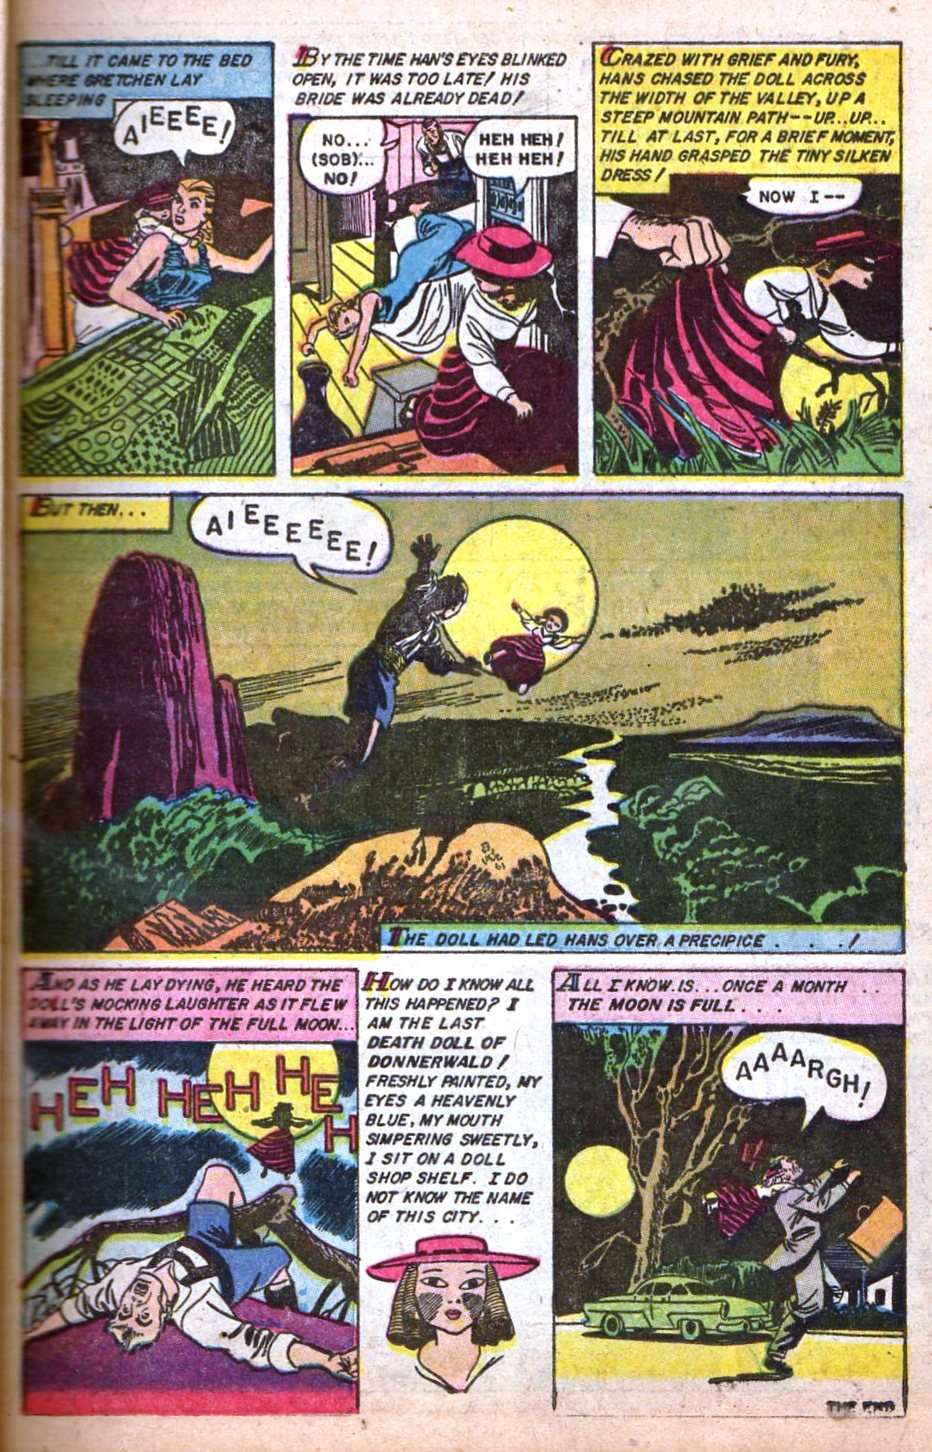 TILL IT CAME TO THE BED
WHERE GRETCHEN LAY
SLEEPING
AIEEEE!
BY THE TIME HAN'S EYES BLINKED
OPEN, IT WAS TOO LATE! HIS
BRIDE WAS ALREADY DEAD!
NO...
(SOB)...
NO!
HEH HEH!
HEH HEH!
CRAZED WITH GRIEF AND FURY,
HANS CHASED THE DOLL ACROSS
THE WIDTH OF THE VALLEY, UP A
STEEP MOUNTAIN PATH--UP...UP...
TILL AT LAST, FOR A BRIEF MOMENT,
HIS HAND GRASPED THE TINY SILKEN
DRESS!
NOW I--
BUT THEN...
AIEEEEEEE!
THE DOLL HAD LED HANS OVER A PRECIPICE . . . !
AND AS HE LAY DYING, HE HEARD THE
DOLL'S MOCKING LAUGHTER AS IT FLEW
AWAY IN THE LIGHT OF THE FULL MOON...
HEH HEH HE
H
HOW DO I KNOW ALL
THIS HAPPENED? I
AM THE LAST
DEATH DOLL OF
DONNERWALD!
FRESHLY PAINTED, MY
EYES A HEAVENLY
BLUE, MY MOUTH
SIMPERING SWEETLY,
I SIT ON A DOLL
SHOP SHELF. I DO
NOT KNOW THE NAME
OF THIS CITY...
ALL I KNOW IS...ONCE A MONTH ..
THE MOON IS FULL....
AAAARGH!
THE END